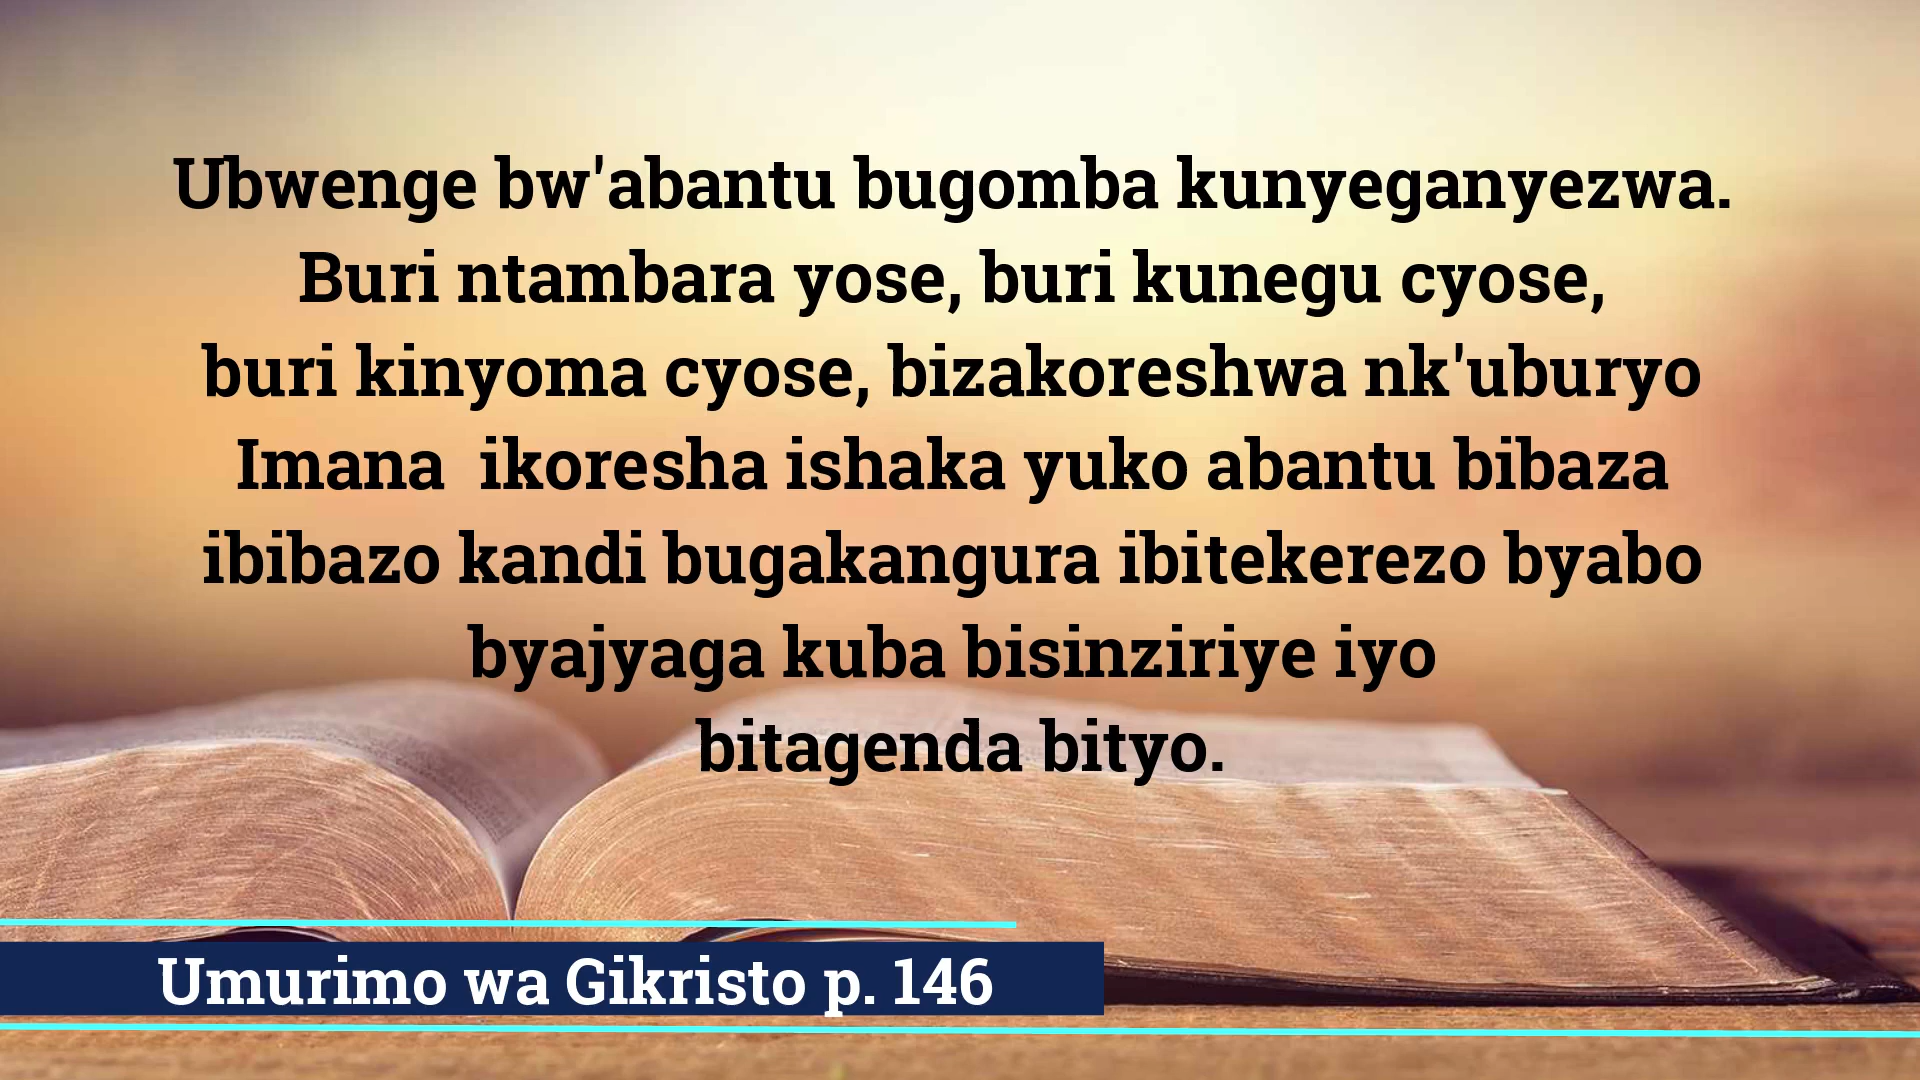 Ubwenge bw'abantu bugomba kunyeganyezwa.
Buri ntambara yose, buri kunegu cyose,
buri kinyoma cyose, bizakoreshwa nk'uburyo
Imana  ikoresha ishaka yuko abantu bibaza
ibibazo kandi bugakangura ibitekerezo byabo
byajyaga kuba bisinziriye iyo
bitagenda bityo.
Umurimo wa Gikristo p. 146